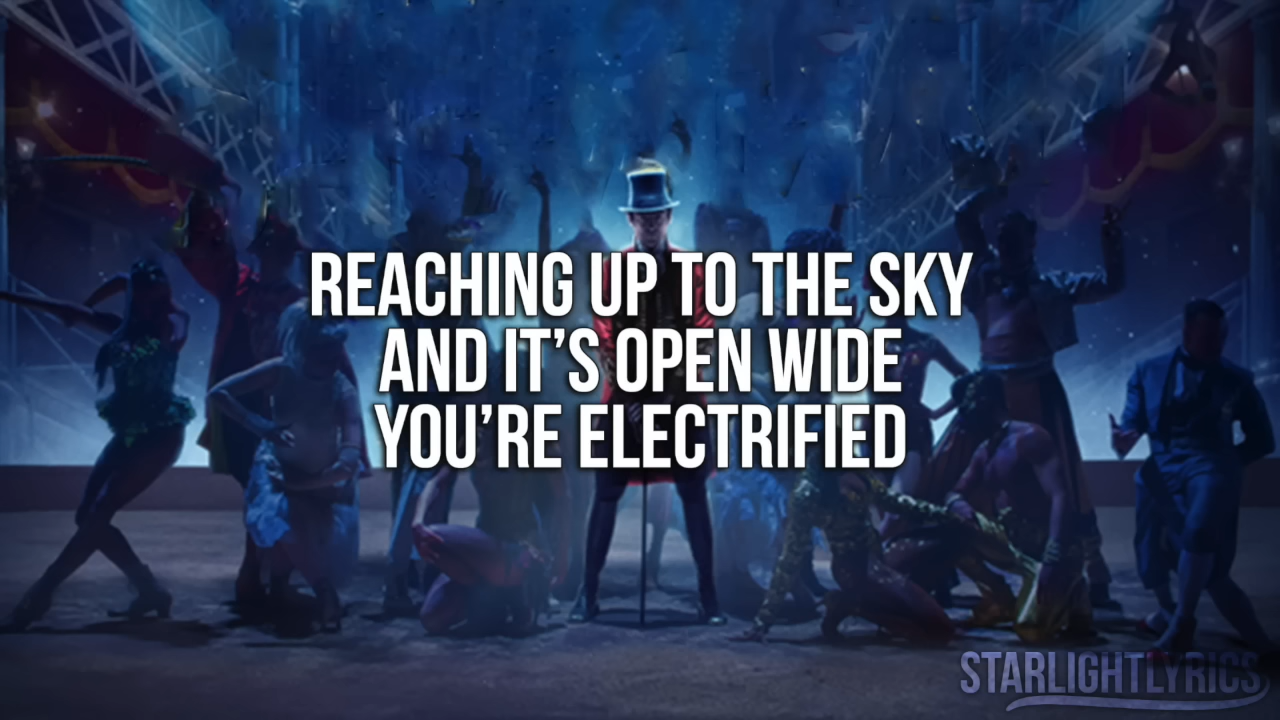 REACHING UP TO THE SKY
AND IT'S OPEN WIDE
YOU'RE ELECTRIFIED
STARLIGHTLYRICS